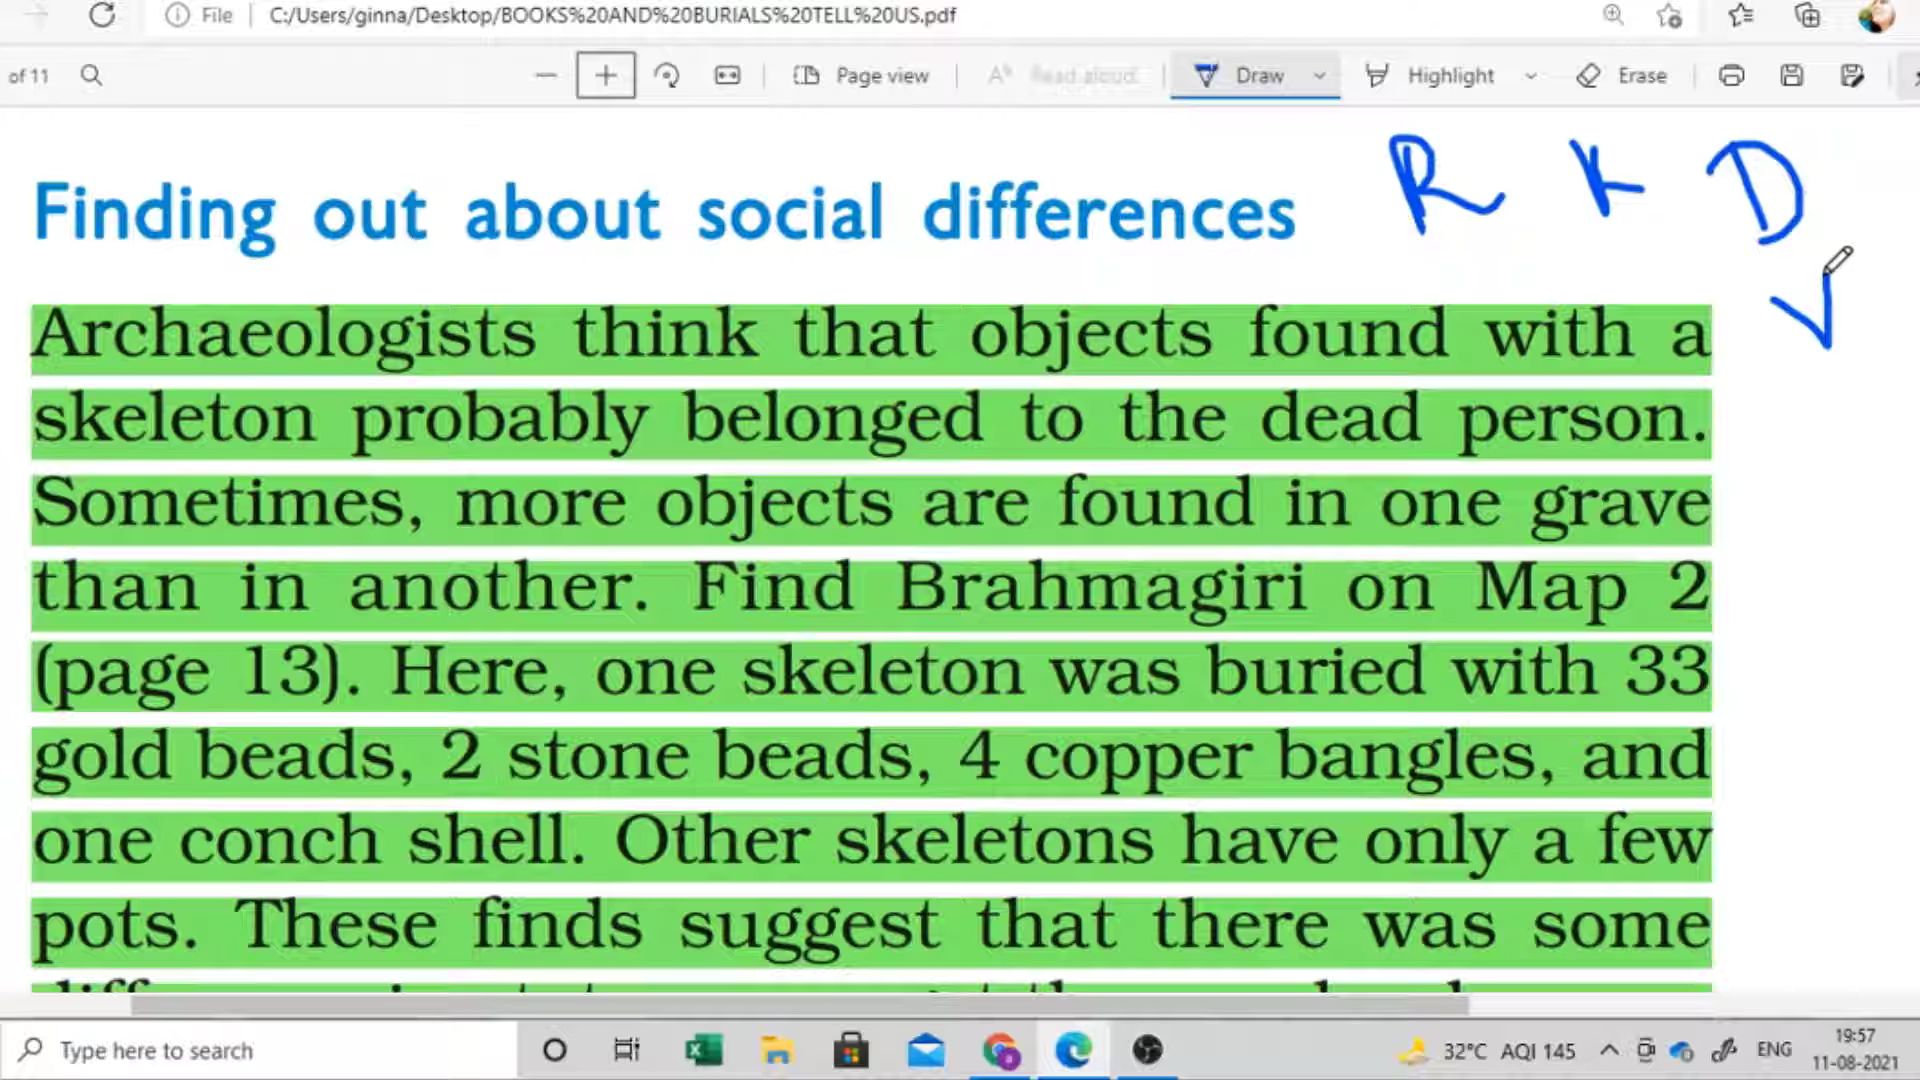 File C:/Users/ginna/Desktop/BOOKS%20AND%20BURIALS%20TELL%20US.pdf
of 11 Page view Read aloud Draw Highlight Erase
R K D
Finding out about social differences
Archaeologists think that objects found with a
skeleton probably belonged to the dead person.
Sometimes, more objects are found in one grave
than in another. Find Brahmagiri on Map 2
(page 13). Here, one skeleton was buried with 33
gold beads, 2 stone beads, 4 copper bangles, and
one conch shell. Other skeletons have only a few
pots. These finds suggest that there was some
Type here to search 32°C AQI 145 ENG 19:57
11-08-2021